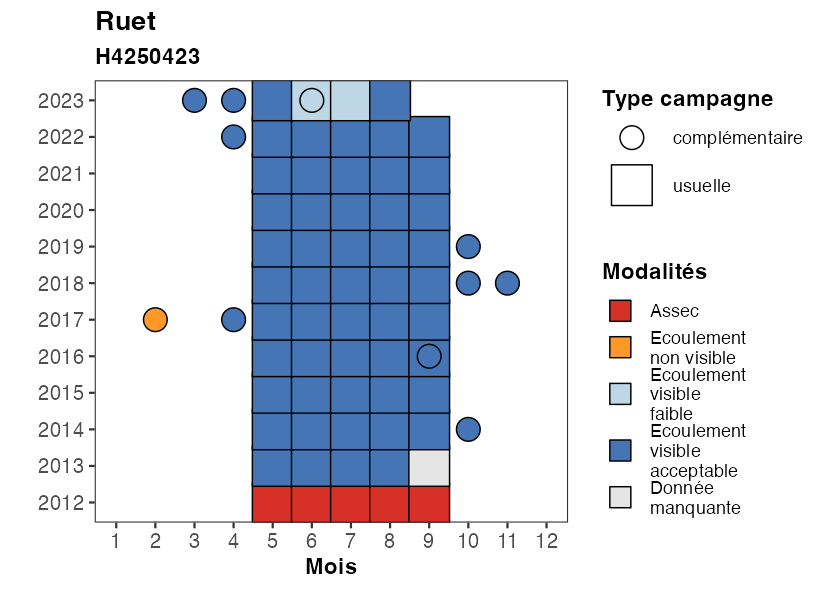 Ruet
H4250423
2023
2022
2021
2020
2019
2018
2017
2016
2015
2014
2013
2012
1 2 3 4 5 6 7 8 9 10 11 12
Mois
Type campagne
complémentaire
usuelle
Modalités
Assec
Ecoulement
non visible
Ecoulement
visible
faible
Ecoulement
visible
acceptable
Donnée
manquante